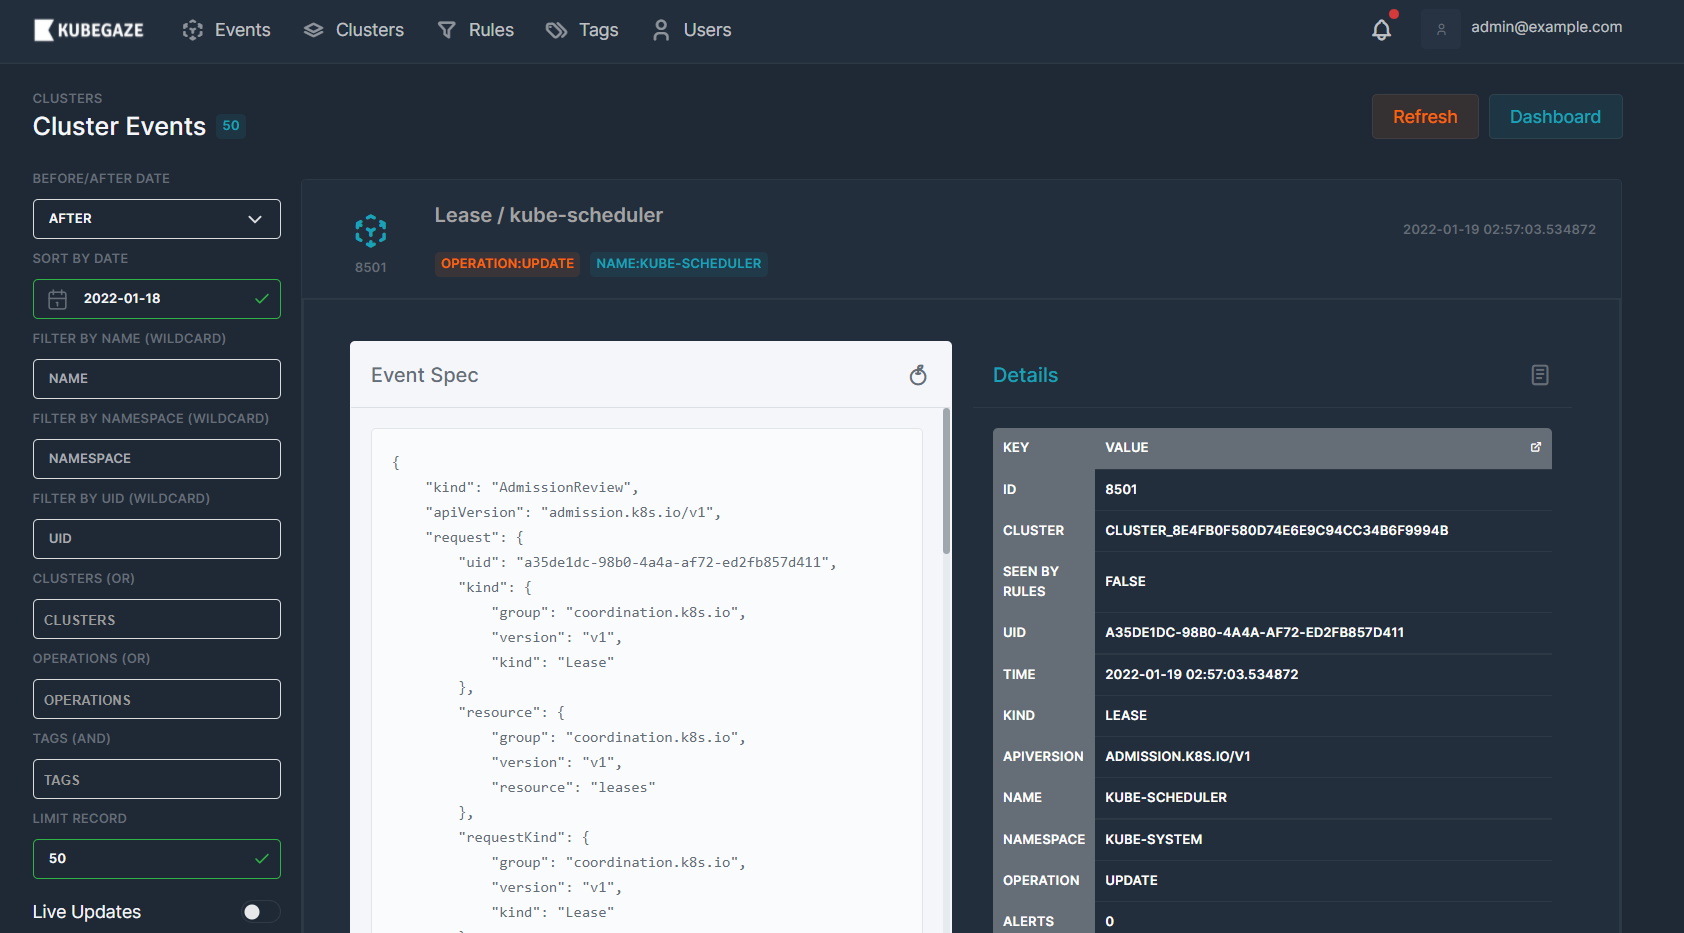 KUBEGAZE
Events
Clusters
Rules
Tags
Users
admin@example.com
CLUSTERS
Cluster Events 50
Refresh
Dashboard
BEFORE/AFTER DATE
AFTER
SORT BY DATE
1
2022-01-18
FILTER BY NAME (WILDCARD)
NAME
FILTER BY NAMESPACE (WILDCARD)
NAMESPACE
FILTER BY UID (WILDCARD)
UID
CLUSTERS (OR)
CLUSTERS
OPERATIONS (OR)
OPERATIONS
TAGS (AND)
TAGS
LIMIT RECORD
50
Live Updates
8501
Lease / kube-scheduler
OPERATION:UPDATE NAME:KUBE-SCHEDULER
2022-01-19 02:57:03.534872
Event Spec
{
"kind": "AdmissionReview",
"apiVersion": "admission.k8s.io/v1",
"request": {
"uid": "a35de1dc-98b0-4a4a-af72-ed2fb857d411",
"kind": {
"group": "coordination.k8s.io",
"version": "v1",
"kind": "Lease"
},
"resource": {
"group": "coordination.k8s.io",
"version": "v1",
"resource": "leases"
},
"requestKind": {
"group": "coordination.k8s.io",
"version": "v1",
"kind": "Lease"
Details
KEY VALUE
ID 8501
CLUSTER CLUSTER_8E4FB0F580D74E6E9C94CC34B6F9994B
SEEN BY RULES FALSE
UID A35DE1DC-98B0-4A4A-AF72-ED2FB857D411
TIME 2022-01-19 02:57:03.534872
KIND LEASE
APIVERSION ADMISSION.K8S.IO/V1
NAME KUBE-SCHEDULER
NAMESPACE KUBE-SYSTEM
OPERATION UPDATE
ALERTS 0